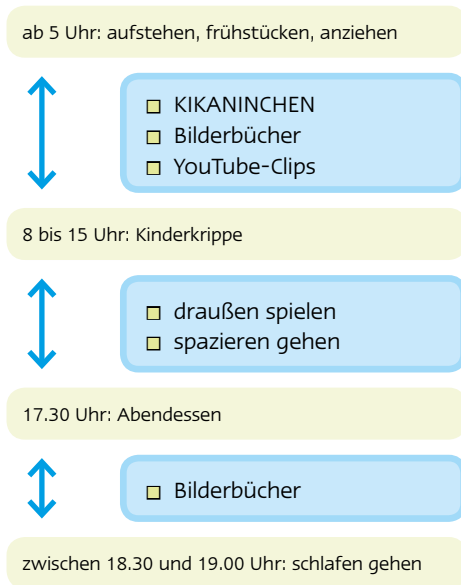 ab 5 Uhr: aufstehen, frühstücken, anziehen
KIKANINCHEN
Bilderbücher
YouTube-Clips
8 bis 15 Uhr: Kinderkrippe
draußen spielen
spazieren gehen
17.30 Uhr: Abendessen
Bilderbücher
zwischen 18.30 und 19.00 Uhr: schlafen gehen